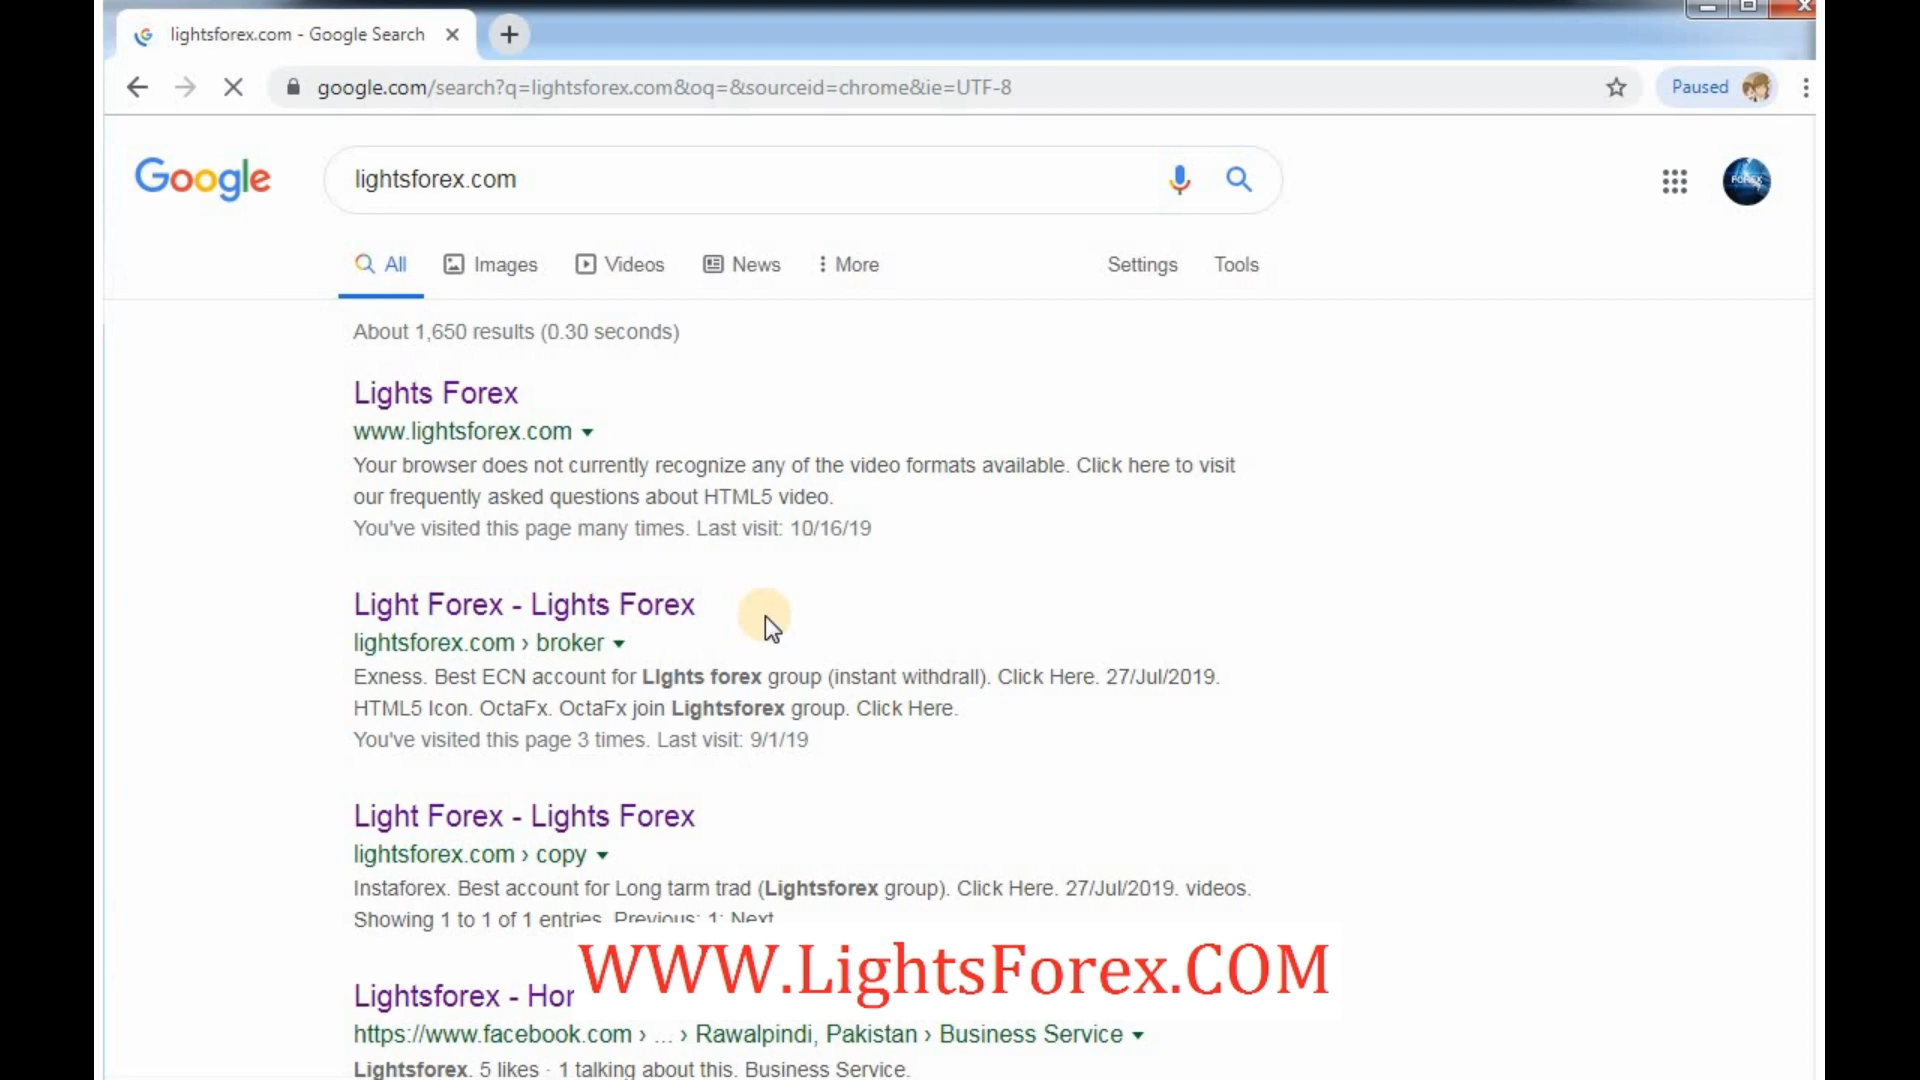 lightsforex.com - Google Search
google.com/search?q=lightsforex.com&oq=&sourceid=chrome&ie=UTF-8
Paused
Google
lightsforex.com
FOREX
All Images Videos News More Settings Tools
About 1,650 results (0.30 seconds)
Lights Forex
www.lightsforex.com
Your browser does not currently recognize any of the video formats available. Click here to visit
our frequently asked questions about HTML5 video.
You've visited this page many times. Last visit: 10/16/19
Light Forex - Lights Forex
lightsforex.com › broker
Exness. Best ECN account for Lights forex group (instant withdrall). Click Here. 27/Jul/2019.
HTML5 Icon. OctaFx. OctaFx join Lightsforex group. Click Here.
You've visited this page 3 times. Last visit: 9/1/19
Light Forex - Lights Forex
lightsforex.com › copy
Instaforex. Best account for Long tarm trad (Lightsforex group). Click Here. 27/Jul/2019. videos.
Showing 1 to 1 of 1 entries. Previous; 1; Next
WWW.LightsForex.COM
Lightsforex - Hor
https://www.facebook.com › ... › Rawalpindi, Pakistan › Business Service
Lightsforex. 5 likes · 1 talking about this. Business Service.